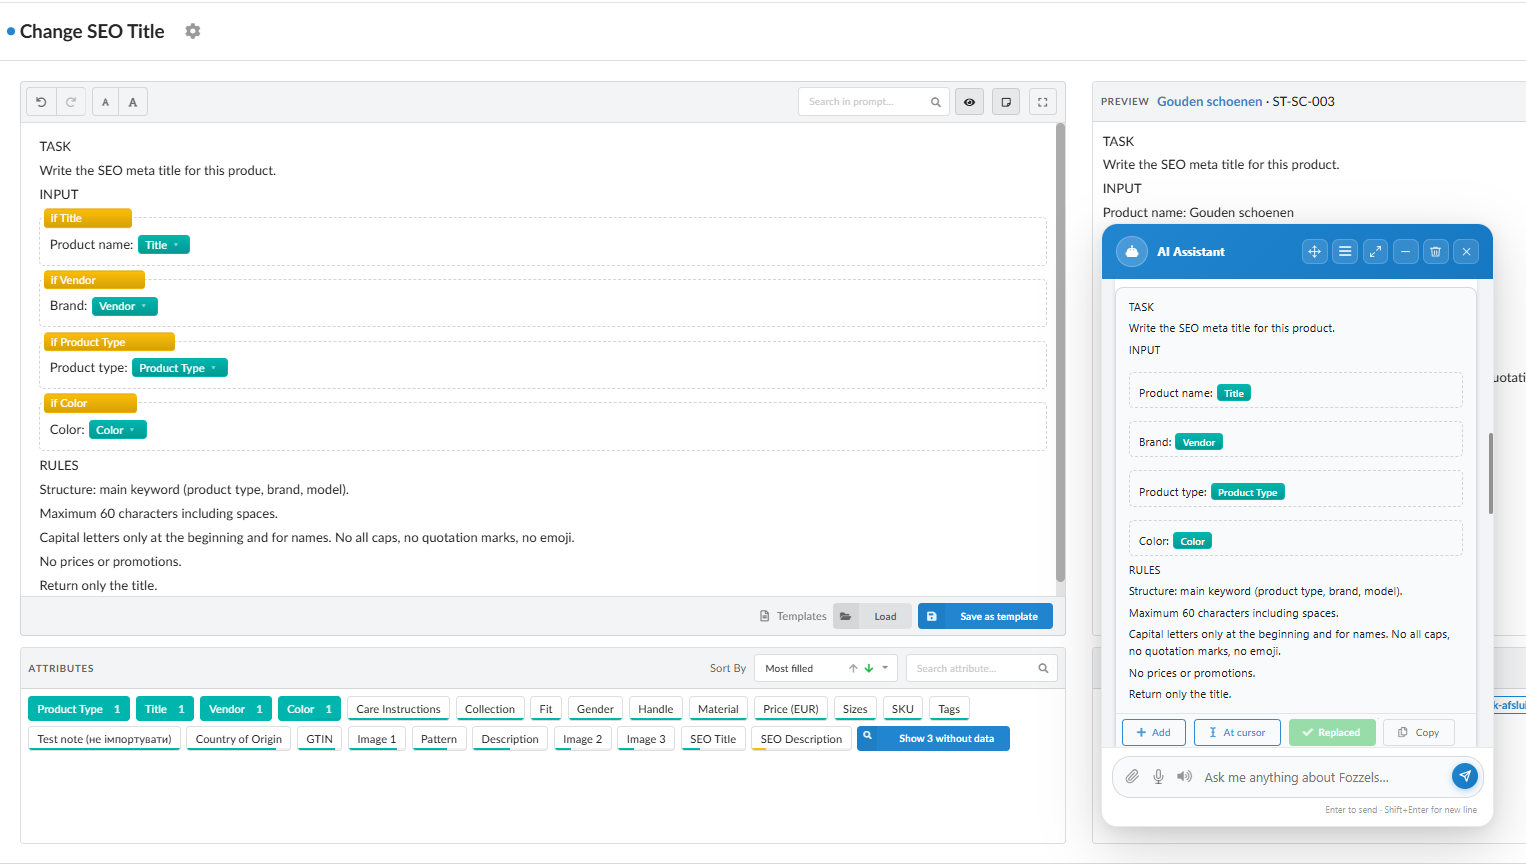 Change SEO Title
A A Search in prompt...
TASK
Write the SEO meta title for this product.
INPUT
if Title
Product name: Title
if Vendor
Brand: Vendor
if Product Type
Product type: Product Type
if Color
Color: Color
RULES
Structure: main keyword (product type, brand, model).
Maximum 60 characters including spaces.
Capital letters only at the beginning and for names. No all caps, no quotation marks, no emoji.
No prices or promotions.
Return only the title.
Templates Load Save as template
ATTRIBUTES Sort By Most filled Search attribute...
Product Type 1 Title 1 Vendor 1 Color 1 Care Instructions Collection Fit Gender Handle Material Price (EUR) Sizes SKU Tags
Test note (не імпортувати) Country of Origin GTIN Image 1 Pattern Description Image 2 Image 3 SEO Title SEO Description Show 3 without data
PREVIEW Gouden schoenen · ST-SC-003
TASK
Write the SEO meta title for this product.
INPUT
Product name: Gouden schoenen
AI Assistant
TASK
Write the SEO meta title for this product.
INPUT
Product name: Title
Brand: Vendor
Product type: Product Type
Color: Color
RULES
Structure: main keyword (product type, brand, model).
Maximum 60 characters including spaces.
Capital letters only at the beginning and for names. No all caps,
no quotation marks, no emoji.
No prices or promotions.
Return only the title.
Add At cursor Replaced Copy
Ask me anything about Fozzels...
Enter to send · Shift+Enter for new line